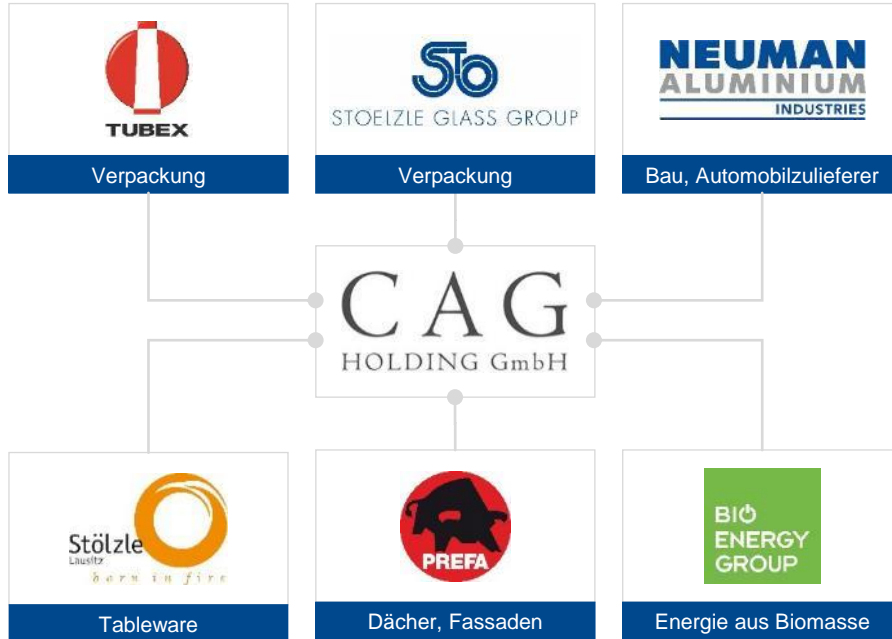 TUBEX
Verpackung
STO
STOELZLE GLASS GROUP
Verpackung
NEUMAN
ALUMINIUM
INDUSTRIES
Bau, Automobilzulieferer
CAG
HOLDING GmbH
Stölzle
Lausitz
born in fire
Tableware
PREFA
Dächer, Fassaden
BIO
ENERGY
GROUP
Energie aus Biomasse